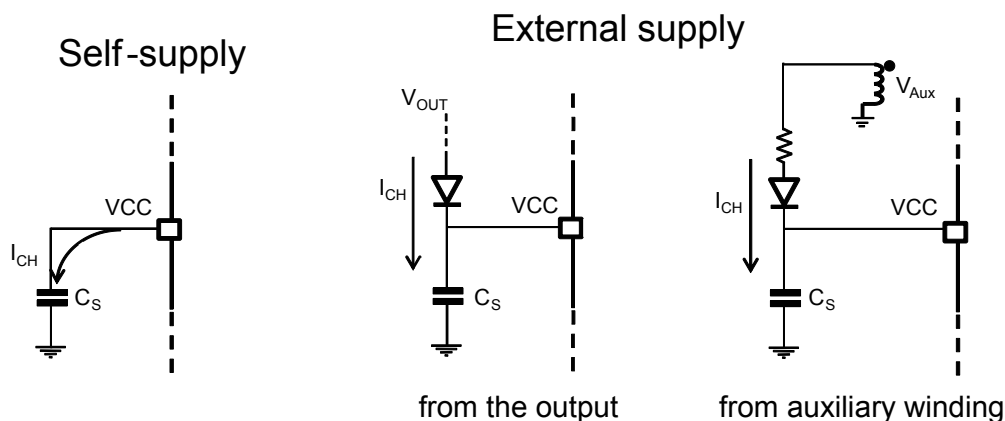 Self-supply
External supply
VCC
I_CH
C_S
V_OUT
I_CH
VCC
C_S
V_Aux
I_CH
VCC
C_S
from the output
from auxiliary winding